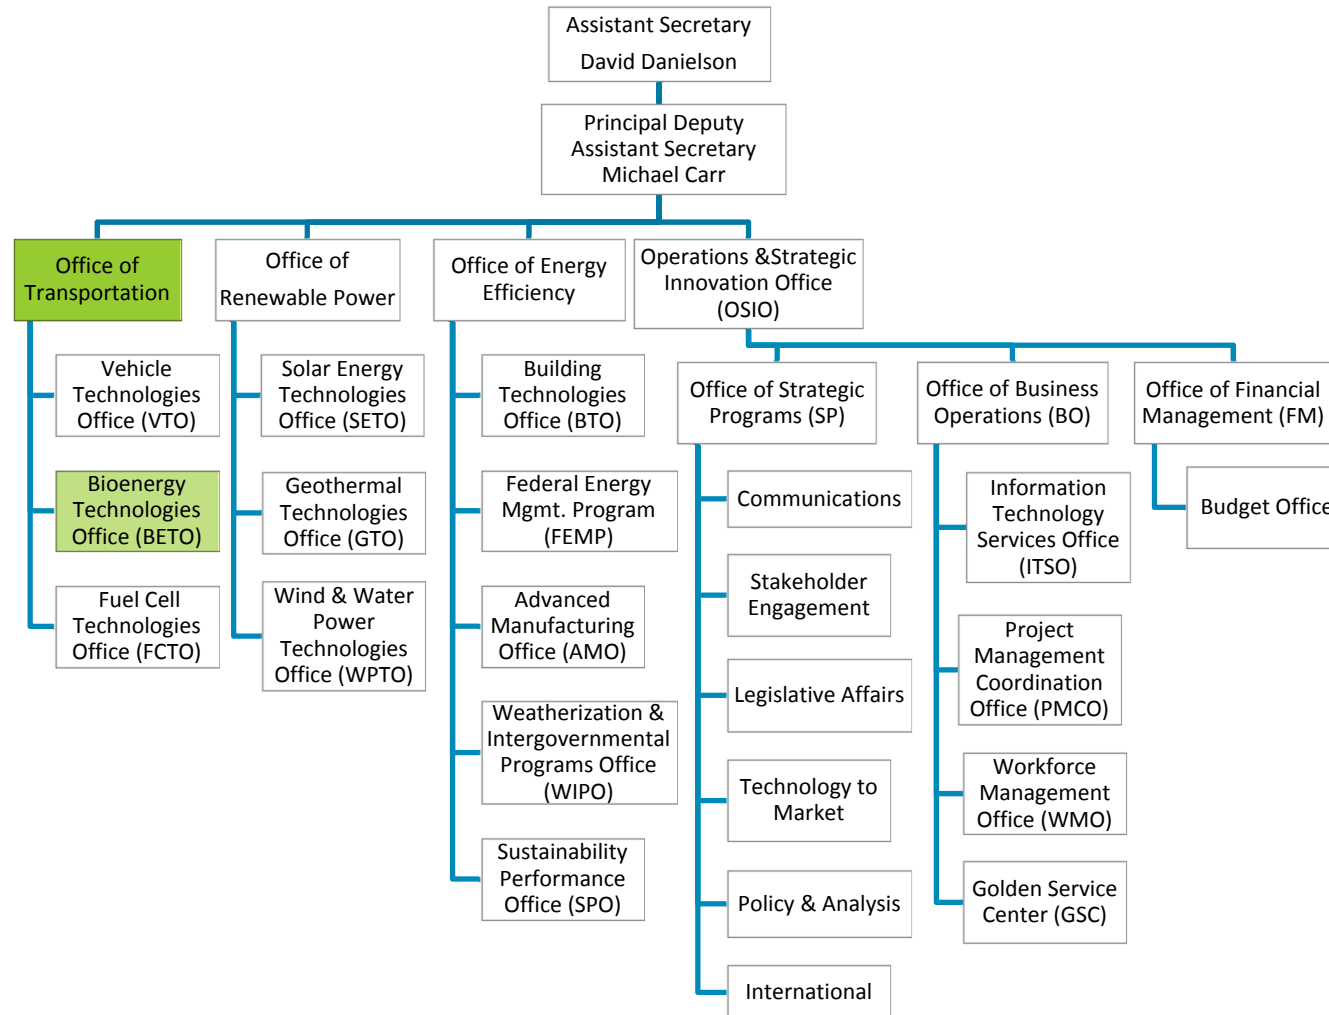 Assistant Secretary
David Danielson
Principal Deputy
Assistant Secretary
Michael Carr
Office of
Transportation
Vehicle
Technologies
Office (VTO)
Bioenergy
Technologies
Office (BETO)
Fuel Cell
Technologies
Office (FCTO)
Office of
Renewable Power
Solar Energy
Technologies
Office (SETO)
Geothermal
Technologies
Office (GTO)
Wind & Water
Power
Technologies
Office (WPTO)
Office of Energy
Efficiency
Building
Technologies
Office (BTO)
Federal Energy
Mgmt. Program
(FEMP)
Advanced
Manufacturing
Office (AMO)
Weatherization &
Intergovernmental
Programs Office
(WIPO)
Sustainability
Performance
Office (SPO)
Operations &Strategic
Innovation Office
(OSIO)
Office of Strategic
Programs (SP)
Communications
Stakeholder
Engagement
Legislative Affairs
Technology to
Market
Policy & Analysis
International
Office of Business
Operations (BO)
Information
Technology
Services Office
(ITSO)
Project
Management
Coordination
Office (PMCO)
Workforce
Management
Office (WMO)
Golden Service
Center (GSC)
Office of Financial
Management (FM)
Budget Office